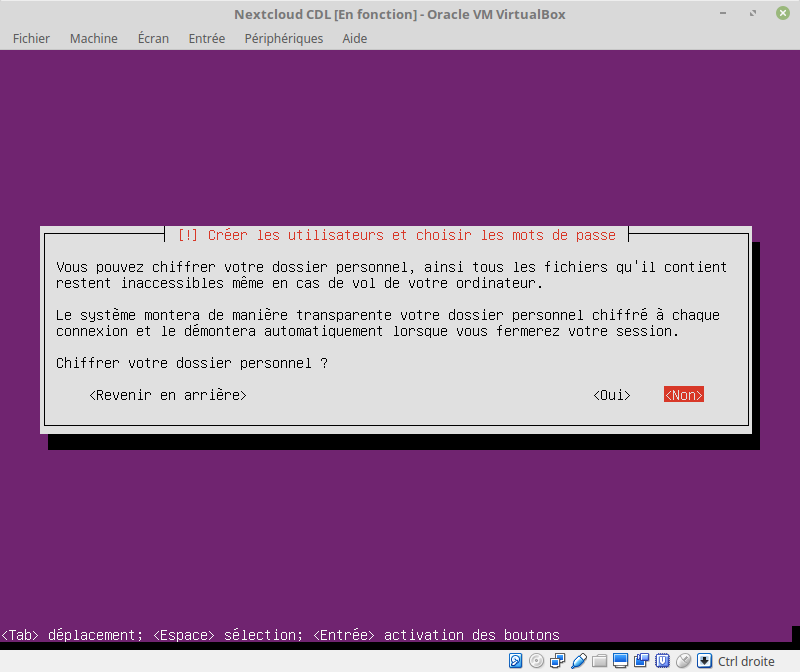 Nextcloud CDL [En fonction] - Oracle VM VirtualBox
Fichier Machine Écran Entrée Périphériques Aide
[!] Créer les utilisateurs et choisir les mots de passe
Vous pouvez chiffrer votre dossier personnel, ainsi tous les fichiers qu'il contient
restent inaccessibles même en cas de vol de votre ordinateur.
Le système montera de manière transparente votre dossier personnel chiffré à chaque
connexion et le démontera automatiquement lorsque vous fermerez votre session.
Chiffrer votre dossier personnel ?
<Revenir en arrière> <Oui> <Non>
<Tab> déplacement; <Espace> sélection; <Entrée> activation des boutons
Ctrl droite